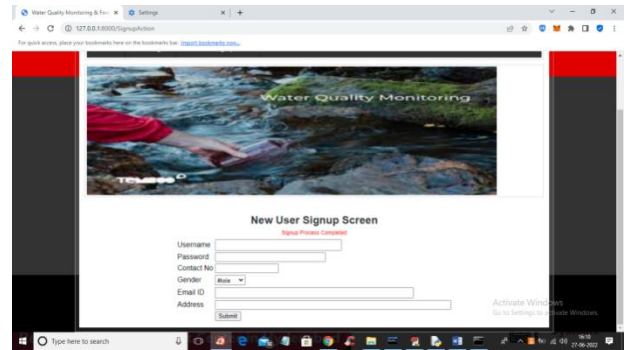 Water Quality Monitoring & For
Settings
127.0.0.1:8000/SignupAction
For quick access, place your bookmarks here on the bookmarks bar. Import bookmarks now...
Water Quality Monitoring
New User Signup Screen
Signup Process Completed
Username
Password
Contact No
Gender Male
Email ID
Address
Submit
Activate Windows
Go to Settings to activate Windows.
Type here to search
16:10
27-06-2022